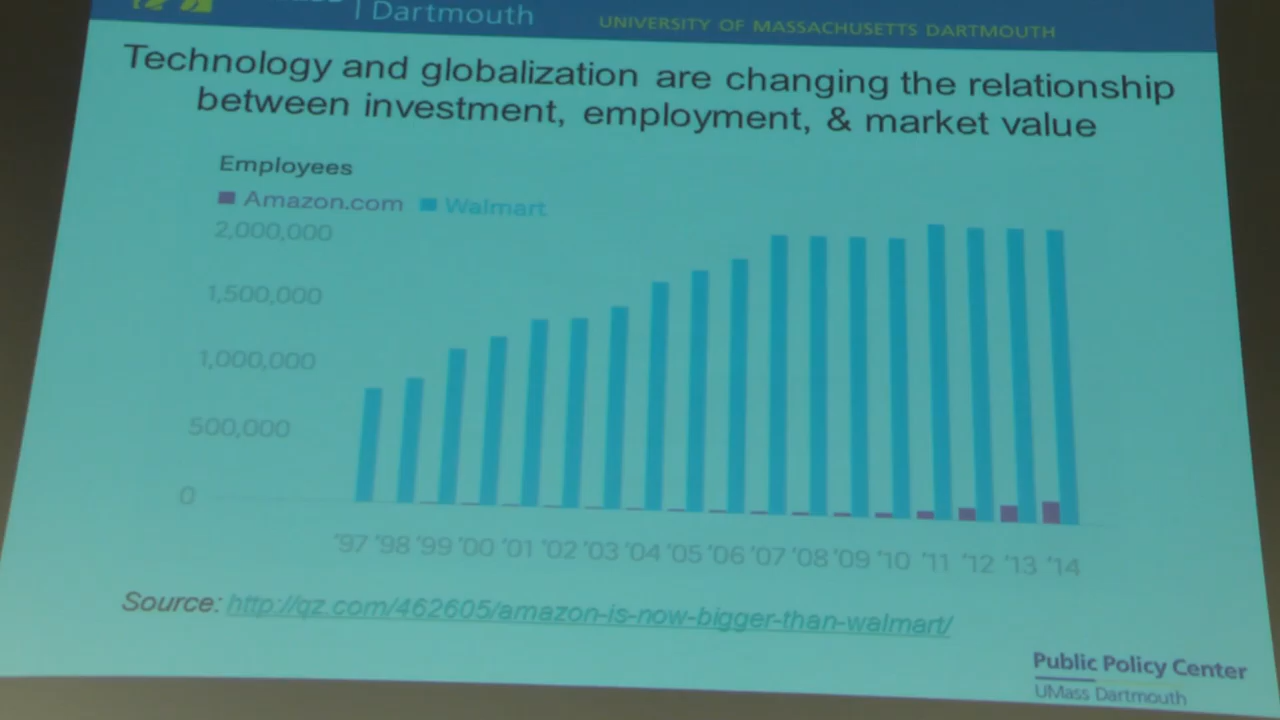 Dartmouth
UNIVERSITY OF MASSACHUSETTS DARTMOUTH
Technology and globalization are changing the relationship
between investment, employment, & market value
Employees
Amazon.com Walmart
2,000,000
1,500,000
1,000,000
500,000
0
'97 '98 '99 '00 '01 '02 '03 '04 '05 '06 '07 '08 '09 '10 '11 '12 '13 '14
Source: http://qz.com/462605/amazon-is-now-bigger-than-walmart/
Public Policy Center
UMass Dartmouth